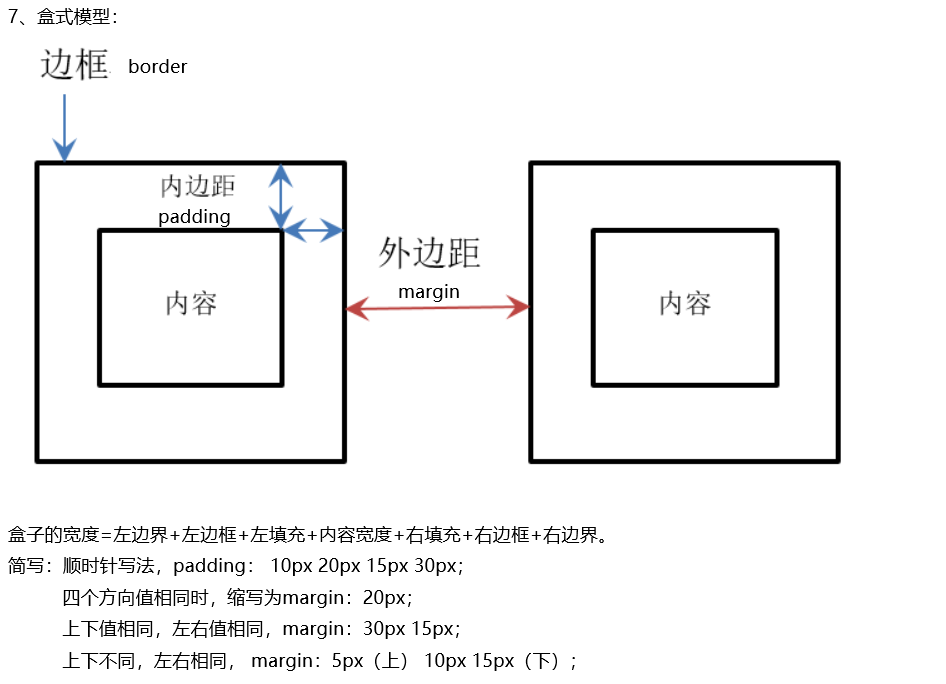 7、盒式模型：
边框 border
内边距
padding
外边距
margin
内容
内容
盒子的宽度=左边界+左边框+左填充+内容宽度+右填充+右边框+右边界。
简写：顺时针写法，padding： 10px 20px 15px 30px；
四个方向值相同时，缩写为margin：20px；
上下值相同，左右值相同，margin：30px 15px；
上下不同，左右相同， margin：5px（上） 10px 15px（下）；